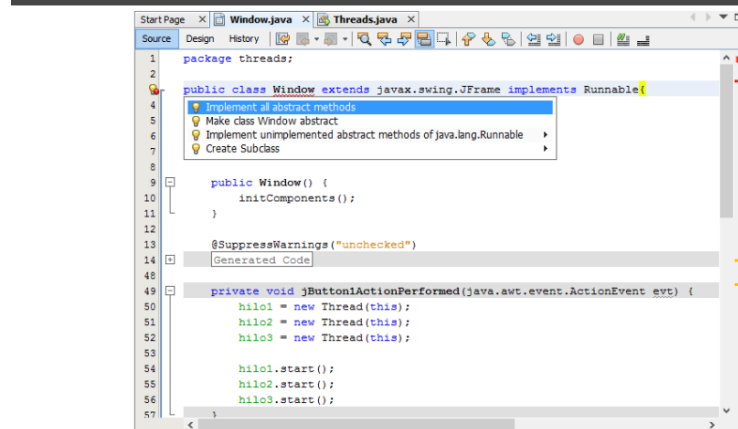 Start Page Window.java Threads.java
Source Design History
1 package threads;
2
public class Window extends javax.swing.JFrame implements Runnable{
4 Implement all abstract methods
5 Make class Window abstract
6 Implement unimplemented abstract methods of java.lang.Runnable
7 Create Subclass
8
9 public Window() {
10 initComponents();
11 }
12
13 @SuppressWarnings("unchecked")
14 Generated Code
48
49 private void jButton1ActionPerformed(java.awt.event.ActionEvent evt) {
50 hilo1 = new Thread(this);
51 hilo2 = new Thread(this);
52 hilo3 = new Thread(this);
53
54 hilo1.start();
55 hilo2.start();
56 hilo3.start();
57 }